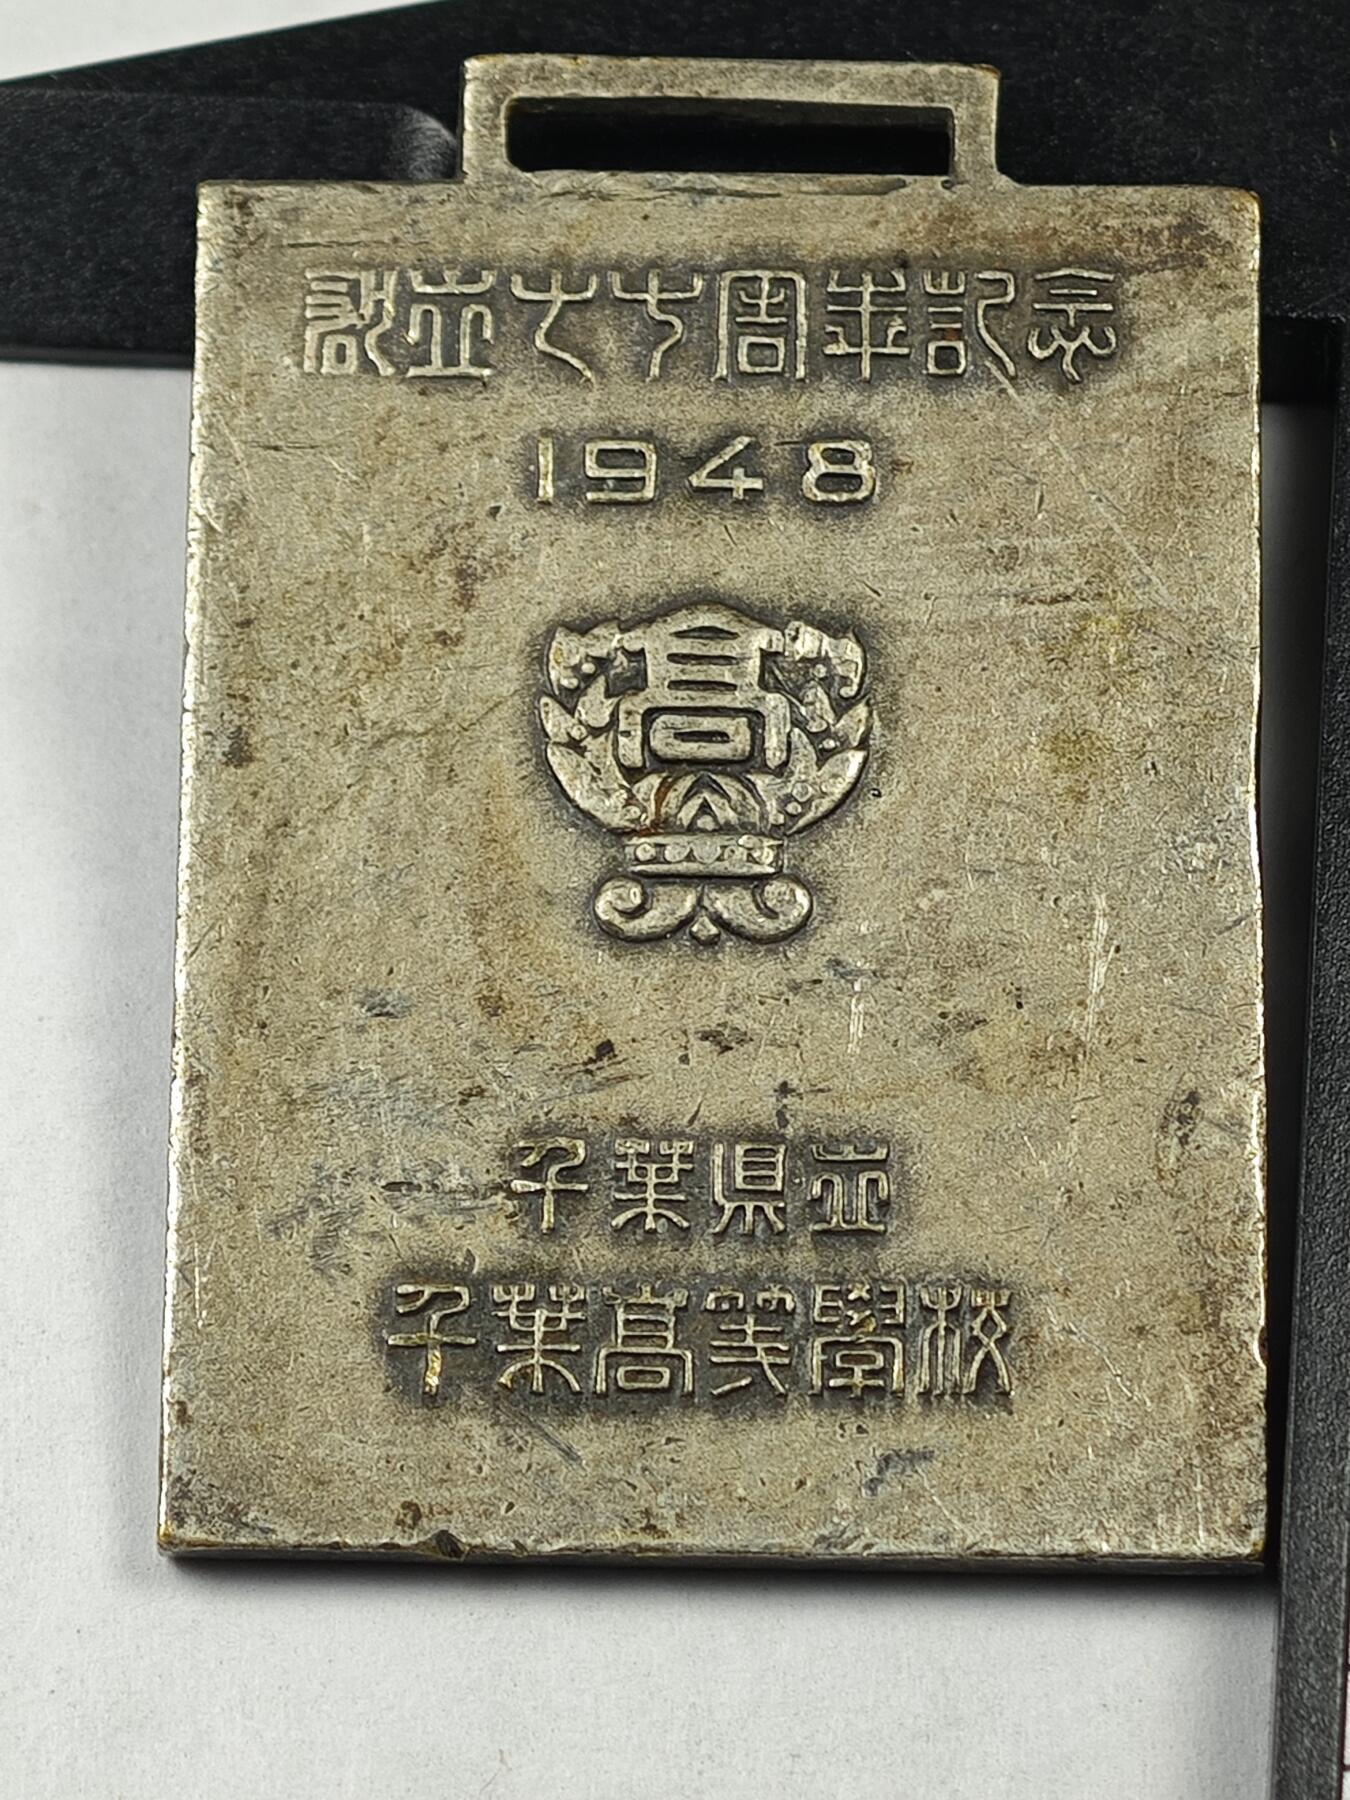 設立七十周年記念
1948
高
千葉県立
千葉高等學校